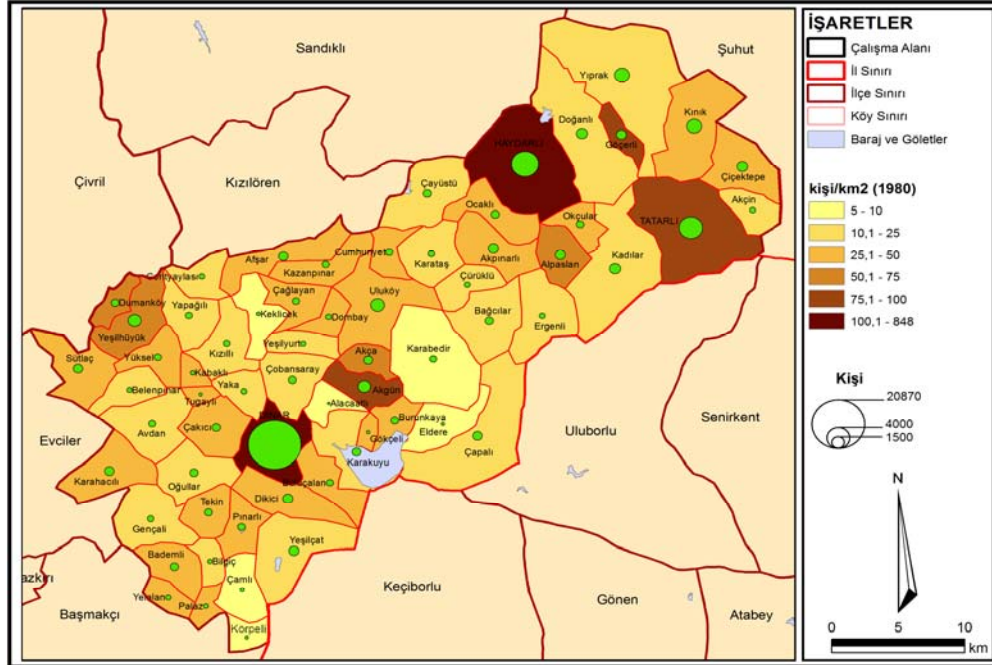 Sandıklı
Şuhut
Çivril
Kızılören
Yıprak
Doğanlı
Göçerli
Kınık
HAYDARLI
Çiçektepe
Akçin
Çayüstü
Ocaklı
Okçular
TATARLI
Cumhuriyet
Afşar
Kazanpınar
Karataş
Akpınarlı
Alpaslan
Kadılar
Çürüklü
Çağlayan
Uluköy
Dumanköy
Yapağılı
Keklicek
Dombay
Bağcılar
Ergenli
Yeşilhüyük
Yeşilyurt
Karabedir
Sütlaç
Yüksel
Kızıllı
Akça
Kabaklı
Çobansaray
Belenpınar
Yaka
Akgün
Tugaylı
Alacaatlı
Avdan
Çakıcı
Burunkaya
Eldere
Gökçeli
Evciler
Uluborlu
Senirkent
Karakuyu
Çapalı
Karahacılı
Oğullar
Dikici
Tekin
Pınarlı
Gençali
Yeşilçat
Bademli
Bilgiç
Çamlı
Palaz
Körpeli
Başmakçı
Keçiborlu
Gönen
Atabey
İŞARETLER
Çalışma Alanı
İl Sınırı
İlçe Sınırı
Köy Sınırı
Baraj ve Göletler
kişi/km2 (1980)
5 - 10
10,1 - 25
25,1 - 50
50,1 - 75
75,1 - 100
100,1 - 848
Kişi
20870
4000
1500
N
0 5 10
km